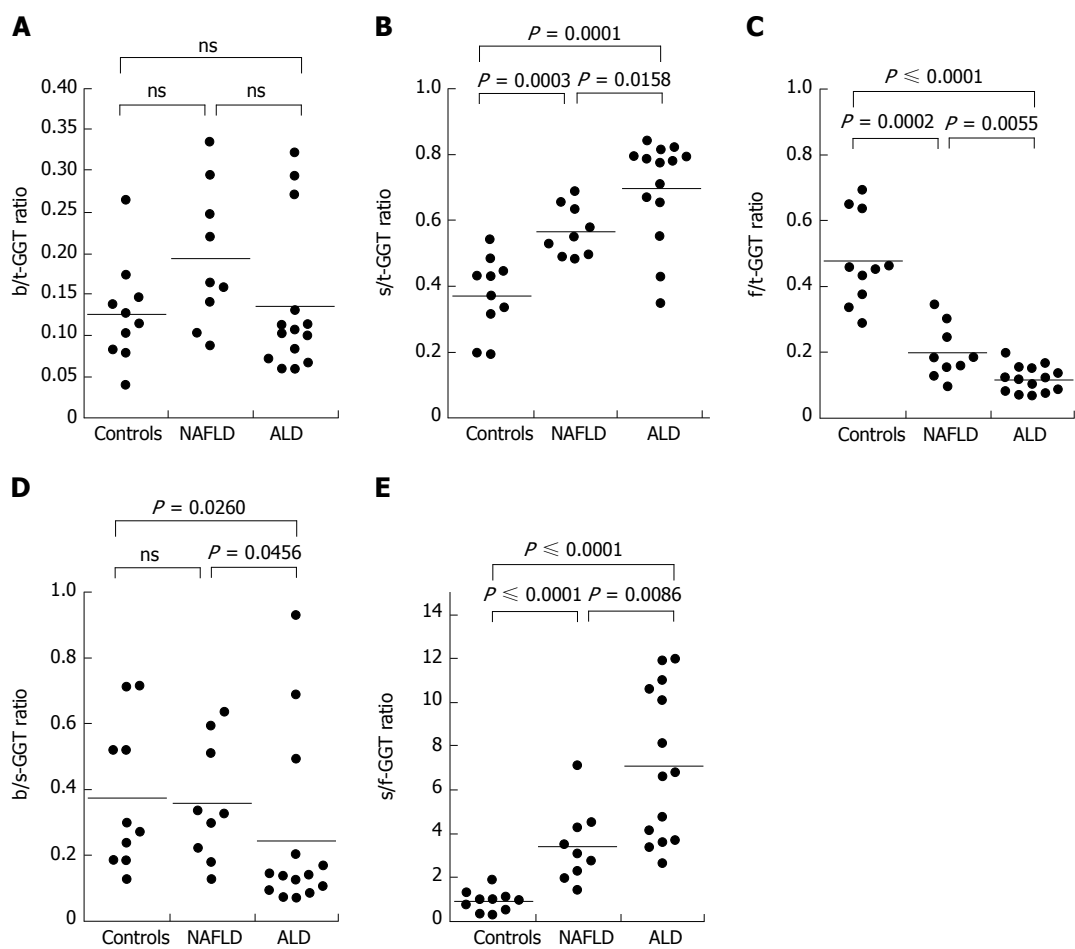 A
ns
ns
ns
0.40
0.35
0.30
0.25
0.20
0.15
0.10
0.05
0
b/t-GGT ratio
Controls
NAFLD
ALD
B
P = 0.0001
P = 0.0003
P = 0.0158
1.0
0.8
0.6
0.4
0.2
0
s/t-GGT ratio
Controls
NAFLD
ALD
C
P ≤ 0.0001
P = 0.0002
P = 0.0055
1.0
0.8
0.6
0.4
0.2
0
f/t-GGT ratio
Controls
NAFLD
ALD
D
P = 0.0260
ns
P = 0.0456
1.0
0.8
0.6
0.4
0.2
0
b/s-GGT ratio
Controls
NAFLD
ALD
E
P ≤ 0.0001
P ≤ 0.0001
P = 0.0086
14
12
10
8
6
4
2
0
s/f-GGT ratio
Controls
NAFLD
ALD